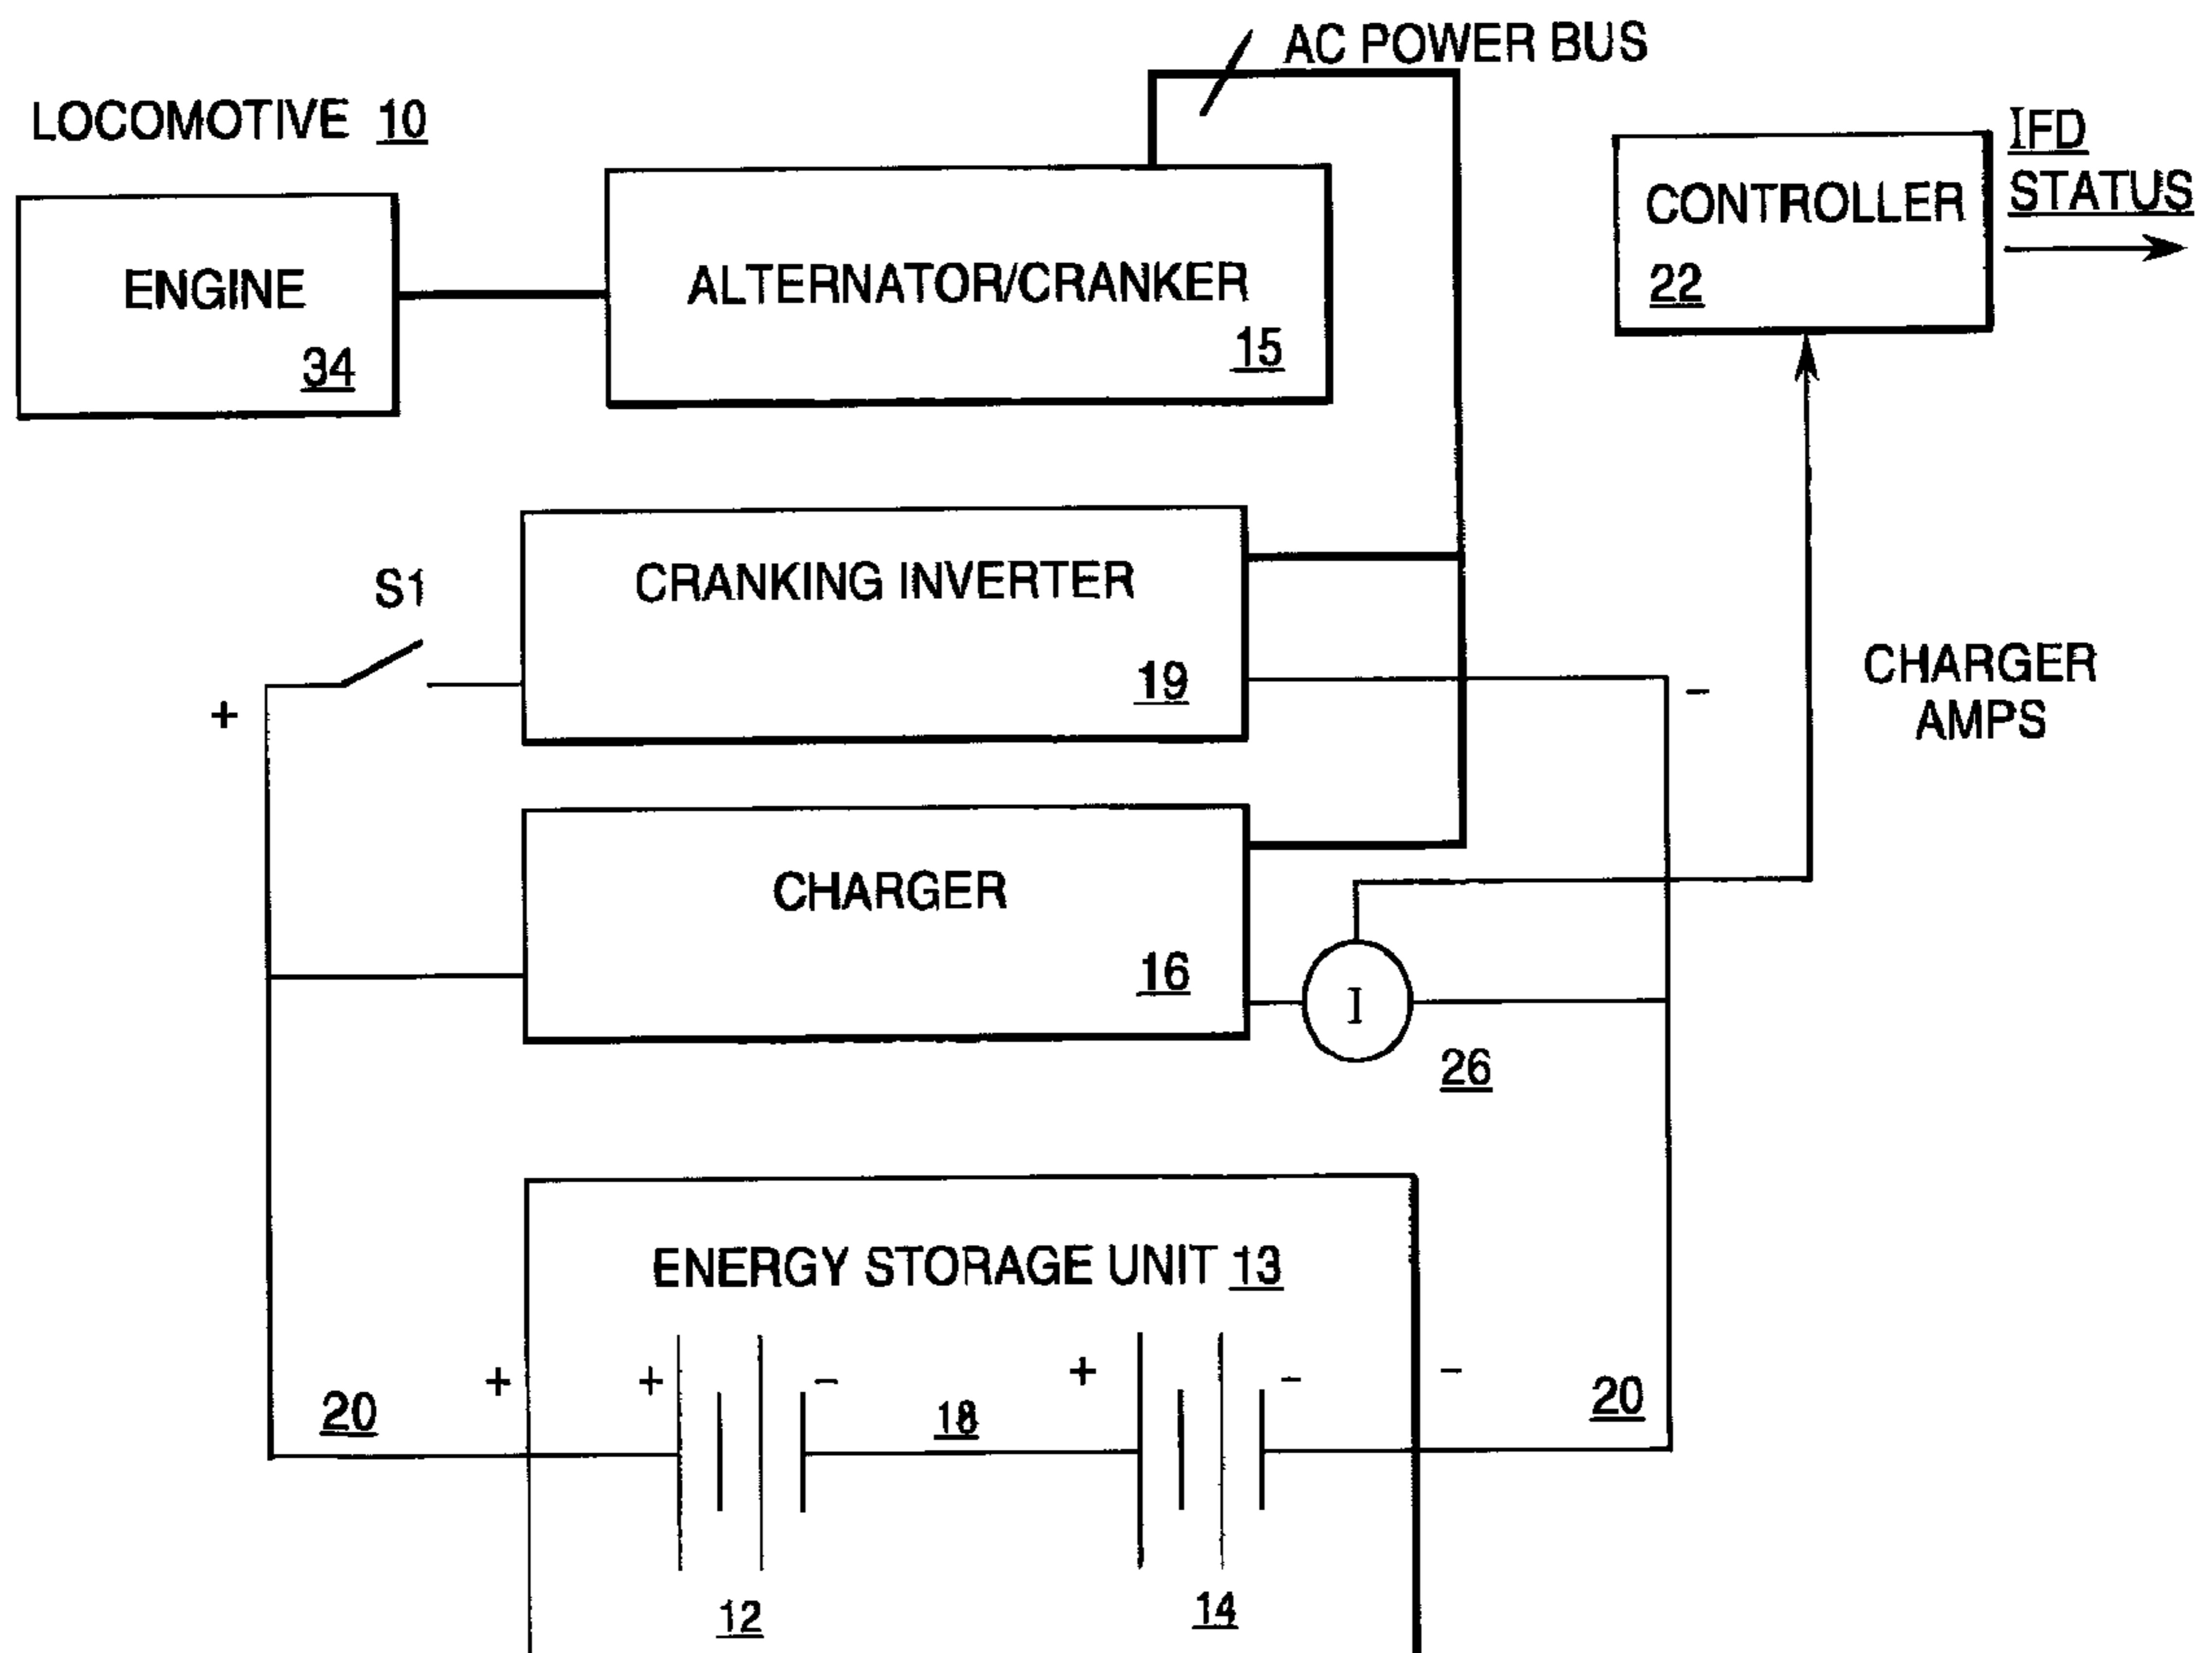 AC POWER BUS
LOCOMOTIVE 10
IFD
STATUS
CONTROLLER
22
ENGINE
34
ALTERNATOR/CRANKER
15
S1
CRANKING INVERTER
19
+
−
CHARGER
AMPS
CHARGER
16
I
26
ENERGY STORAGE UNIT 13
+
+
−
+
−
−
20
18
20
12
14